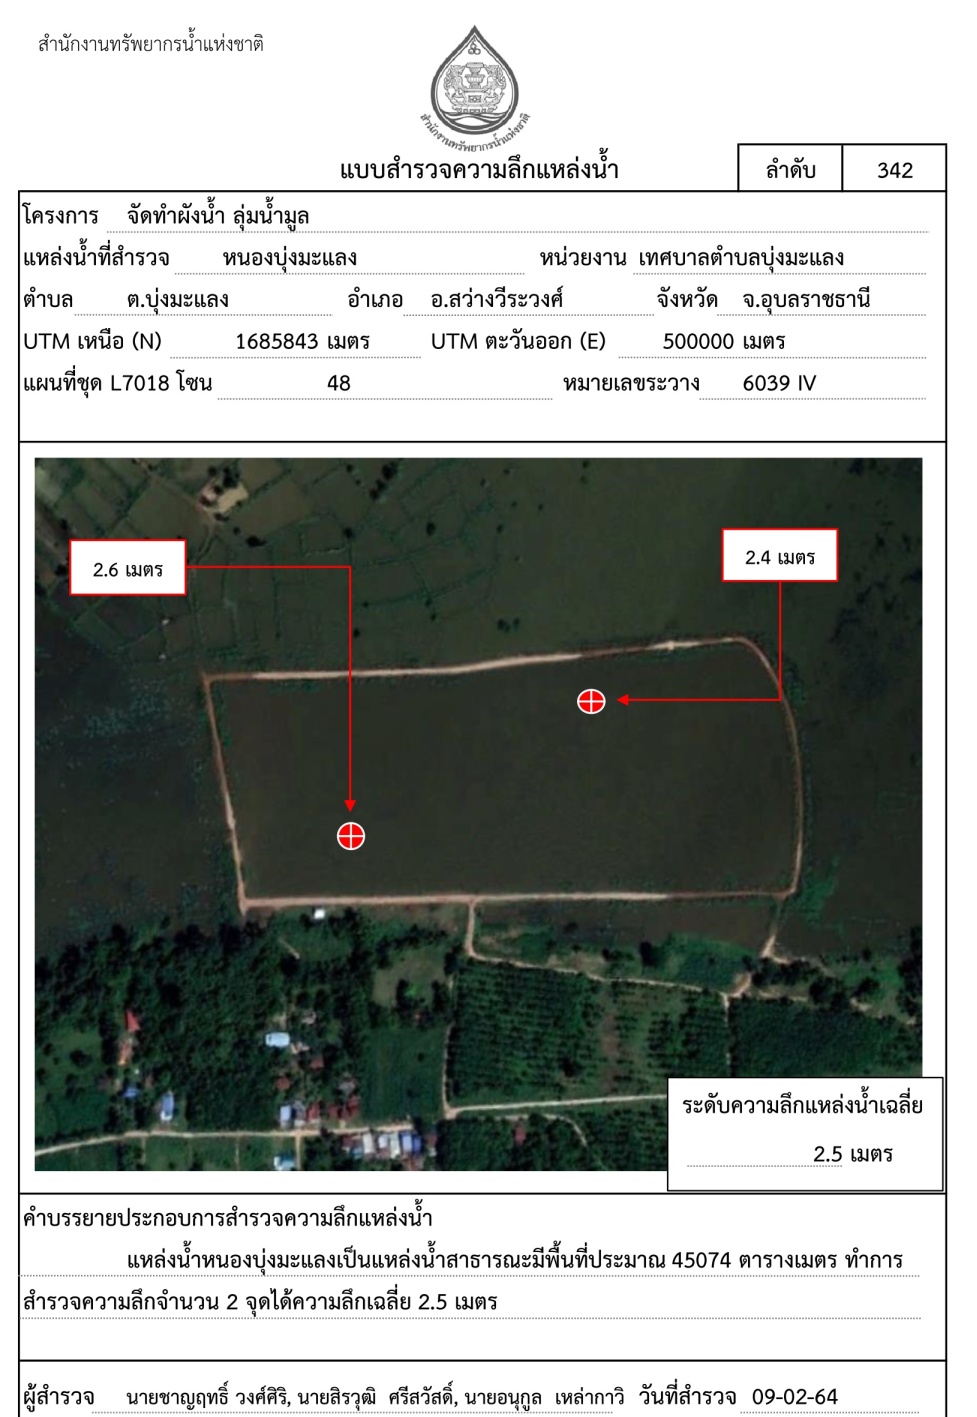 สำนักงานทรัพยากรน้ำแห่งชาติ
สำนักงานทรัพยากรน้ำแห่งชาติ
แบบสำรวจความลึกแหล่งน้ำ ลำดับ 342
โครงการ จัดทำผังน้ำ ลุ่มน้ำมูล
แหล่งน้ำที่สำรวจ หนองบุ่งมะแลง หน่วยงาน เทศบาลตำบลบุ่งมะแลง
ตำบล ต.บุ่งมะแลง อำเภอ อ.สว่างวีระวงศ์ จังหวัด จ.อุบลราชธานี
UTM เหนือ (N) 1685843 เมตร UTM ตะวันออก (E) 500000 เมตร
แผนที่ชุด L7018 โซน 48 หมายเลขระวาง 6039 IV
2.6 เมตร
2.4 เมตร
ระดับความลึกแหล่งน้ำเฉลี่ย
2.5 เมตร
คำบรรยายประกอบการสำรวจความลึกแหล่งน้ำ
แหล่งน้ำหนองบุ่งมะแลงเป็นแหล่งน้ำสาธารณะมีพื้นที่ประมาณ 45074 ตารางเมตร ทำการ
สำรวจความลึกจำนวน 2 จุดได้ความลึกเฉลี่ย 2.5 เมตร
ผู้สำรวจ นายชาญฤทธิ์ วงศ์ศิริ, นายสิรวุฒิ ศรีสวัสดิ์, นายอนุกูล เหล่ากาวิ วันที่สำรวจ 09-02-64